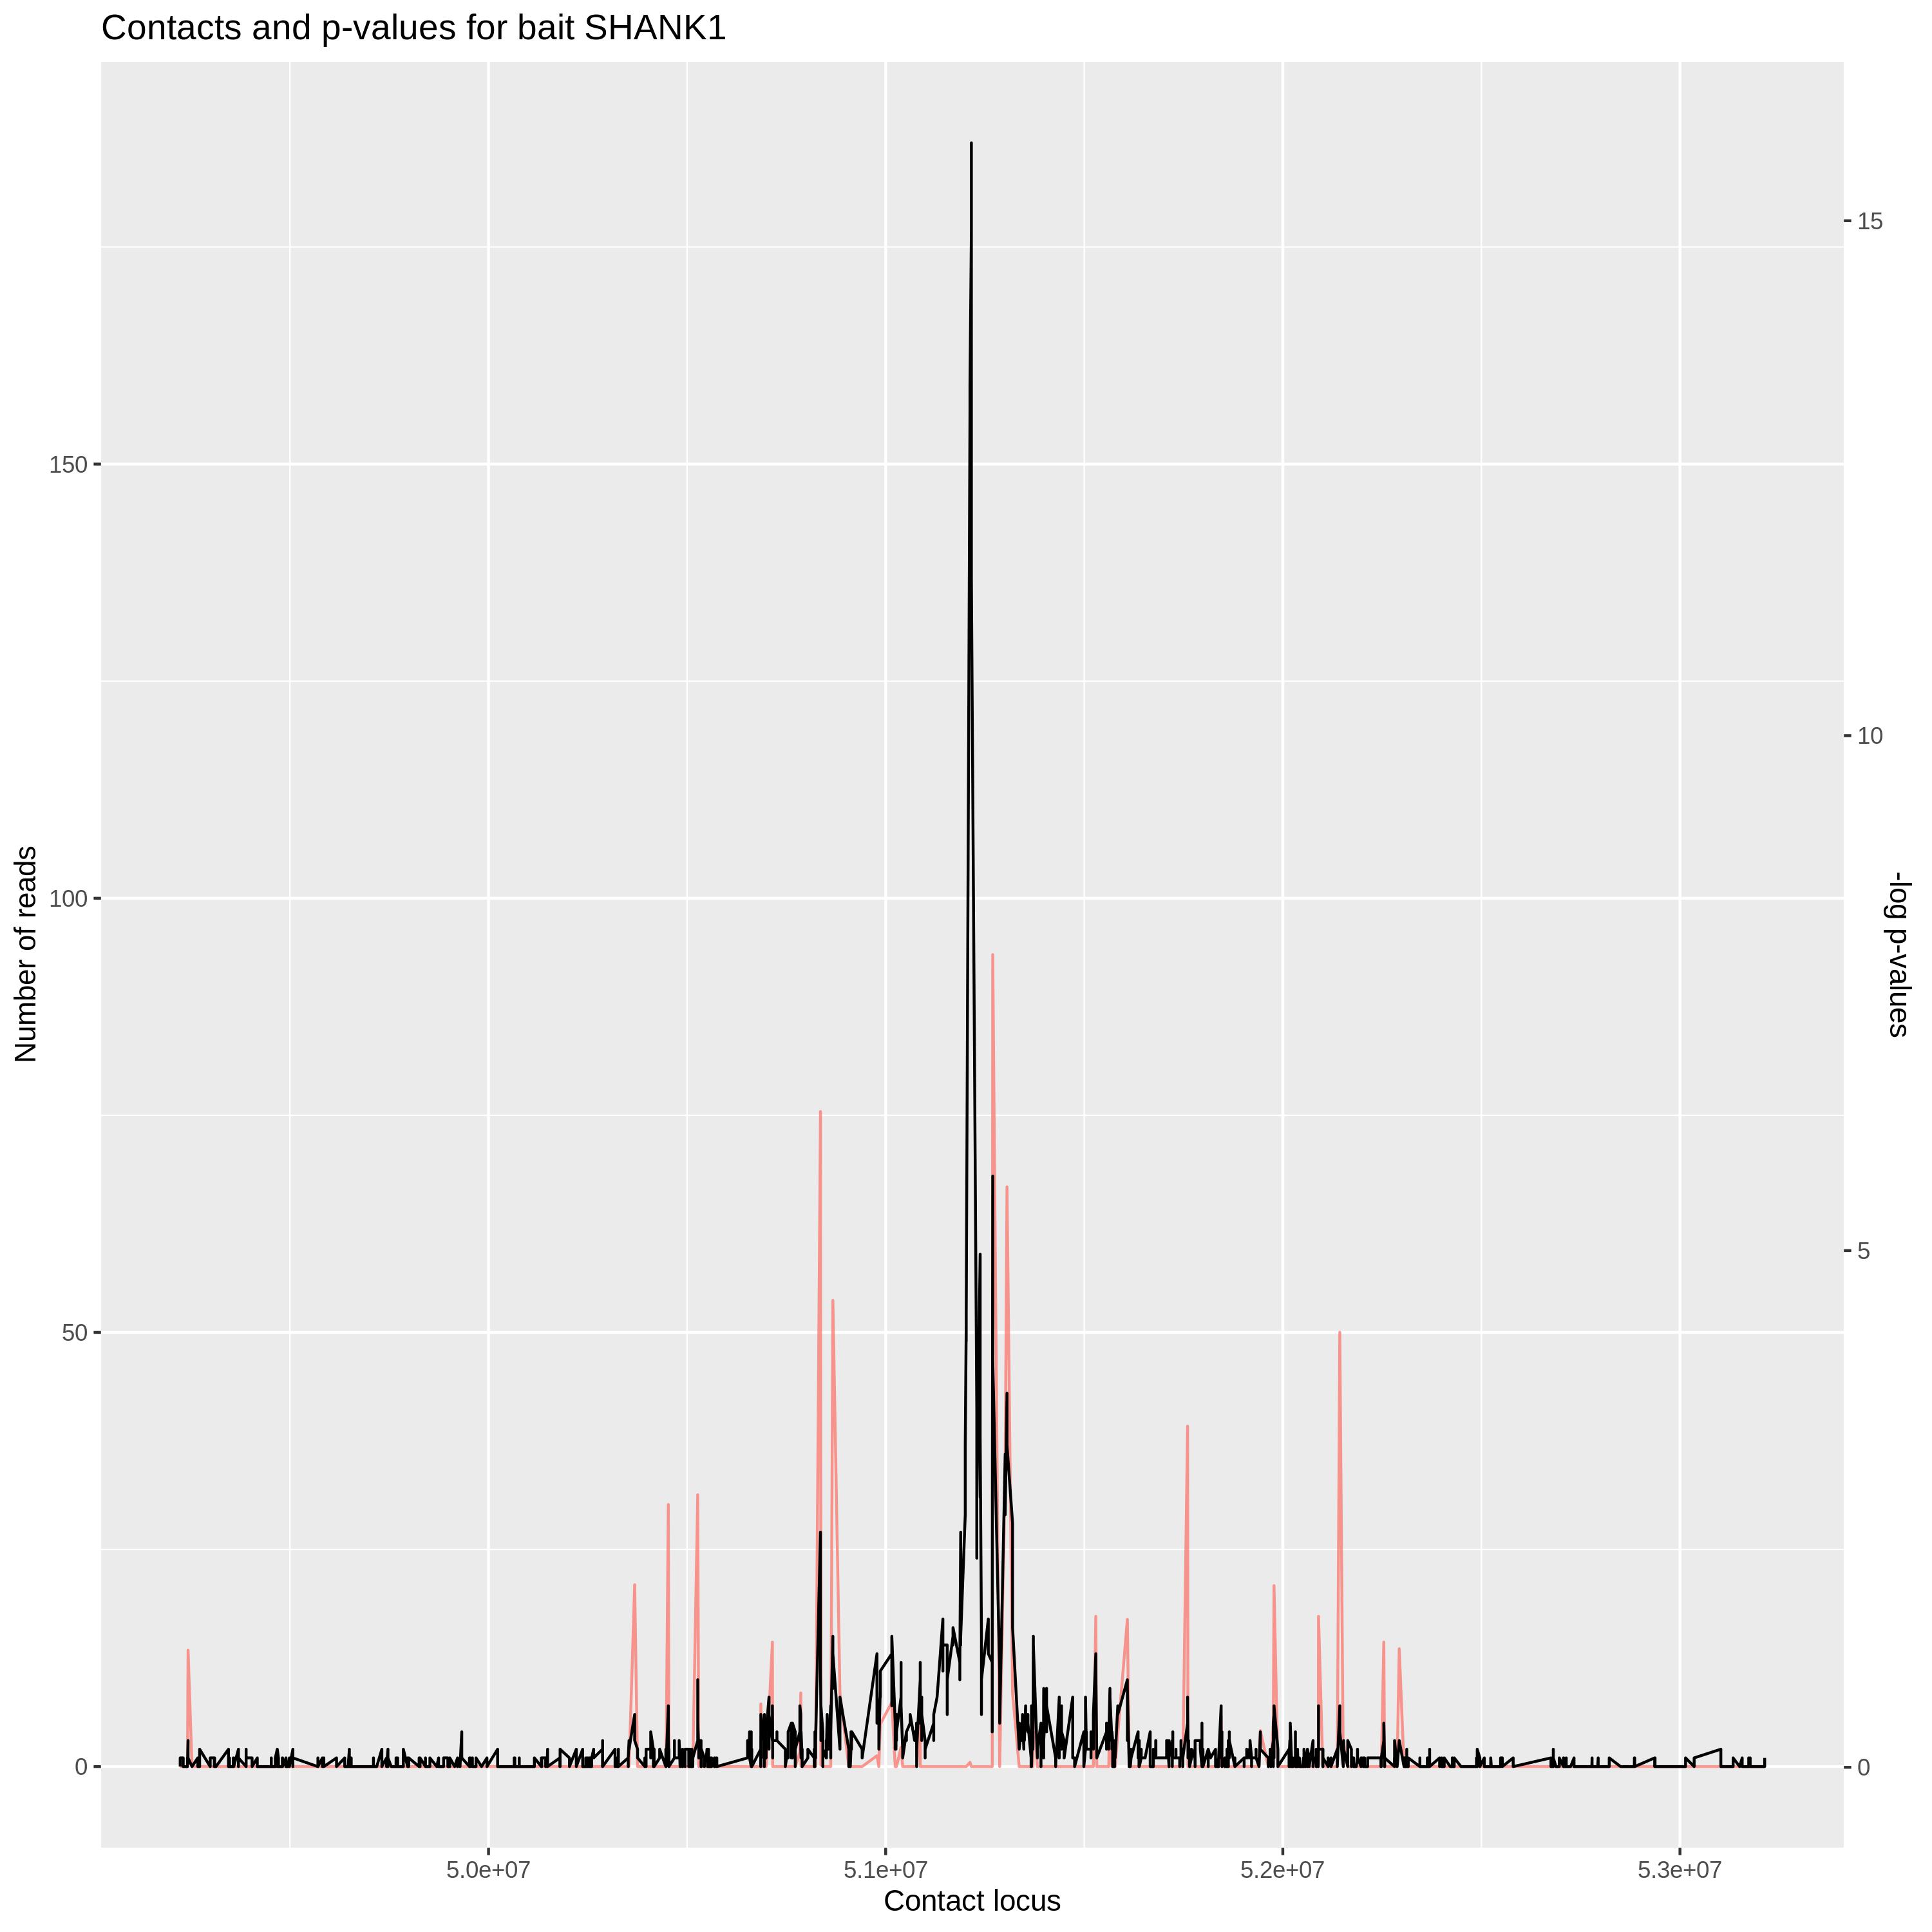 Contacts and p-values for bait SHANK1
15
150
10
100
5
50
0
0
Number of reads
-log p-values
5.0e+07
5.1e+07
5.2e+07
5.3e+07
Contact locus